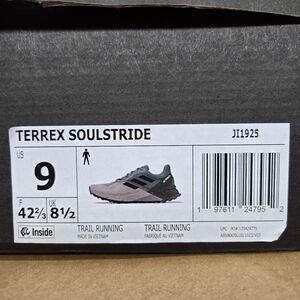 TERREX SOULSTRIDE
JI1925
US
9
F
42⅔
UK
8½
Inside
TRAIL RUNNING
MADE IN VIETNAM
TRAIL RUNNING
FABRIQUÉ AU VIETNAM
1 97611 24795 2